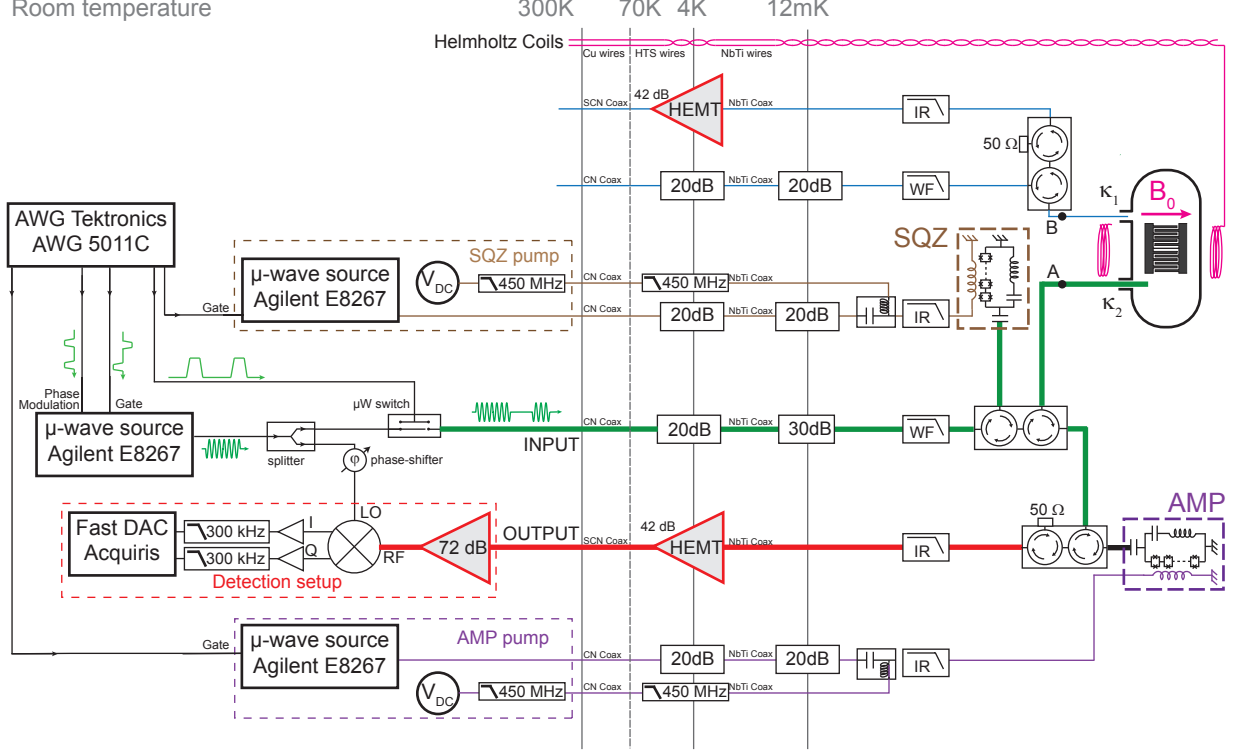 Room temperature
300K
70K
4K
12mK
Helmholtz Coils
Cu wires
HTS wires
NbTi wires
SCN Coax
42 dB
HEMT
NbTi Coax
IR
50 Ω
CN Coax
20dB
NbTi Coax
20dB
WF
κ1
B0
B
AWG Tektronics
AWG 5011C
SQZ pump
µ-wave source
Agilent E8267
VDC
450 MHz
CN Coax
450 MHz
NbTi Coax
SQZ
A
κ2
Gate
CN Coax
20dB
NbTi Coax
20dB
IR
Phase
Modulation
Gate
µW switch
µ-wave source
Agilent E8267
splitter
φ
phase-shifter
INPUT
CN Coax
20dB
NbTi Coax
30dB
WF
Fast DAC
Acquiris
300 kHz
300 kHz
I
Q
LO
RF
72 dB
OUTPUT
SCN Coax
42 dB
HEMT
NbTi Coax
IR
50 Ω
AMP
Detection setup
Gate
µ-wave source
Agilent E8267
AMP pump
CN Coax
20dB
NbTi Coax
20dB
IR
VDC
450 MHz
CN Coax
450 MHz
NbTi Coax